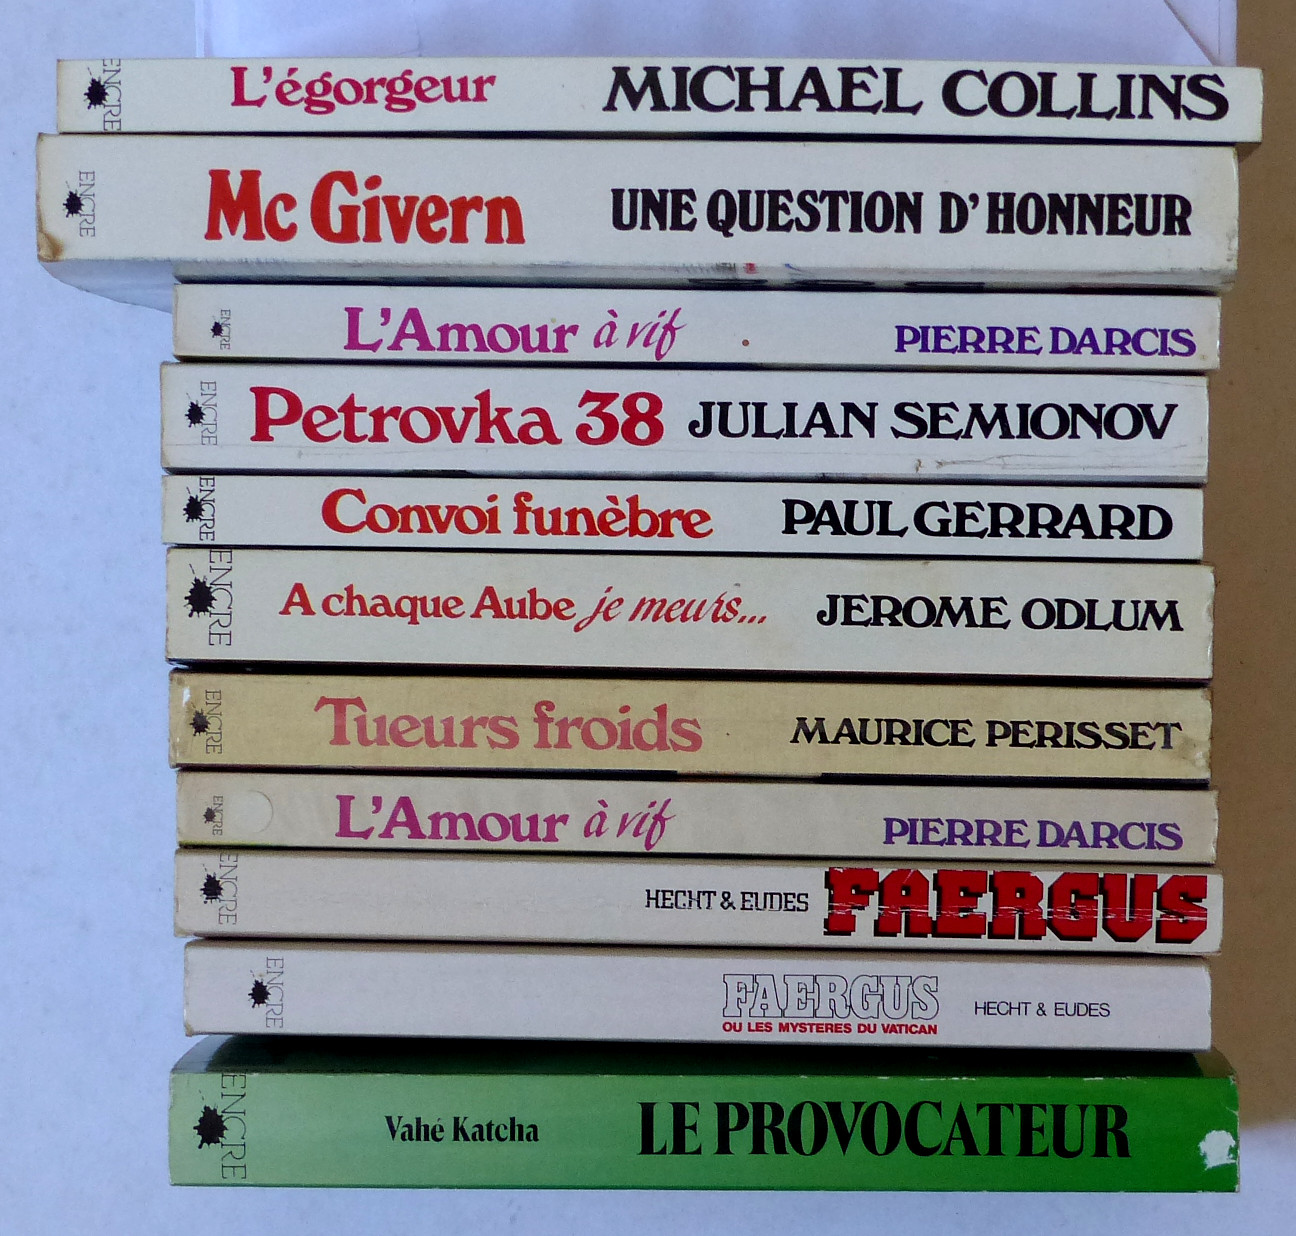 ENCRE L'égorgeur MICHAEL COLLINS
ENCRE Mc Givern UNE QUESTION D'HONNEUR
ENCRE L'Amour à vif PIERRE DARCIS
ENCRE Petrovka 38 JULIAN SEMIONOV
ENCRE Convoi funèbre PAUL GERRARD
ENCRE A chaque Aube je meurs... JEROME ODLUM
ENCRE Tueurs froids MAURICE PERISSET
ENCRE L'Amour à vif PIERRE DARCIS
ENCRE HECHT & EUDES FAERGUS
ENCRE FAERGUS HECHT & EUDES
OU LES MYSTERES DU VATICAN
ENCRE Vahé Katcha LE PROVOCATEUR